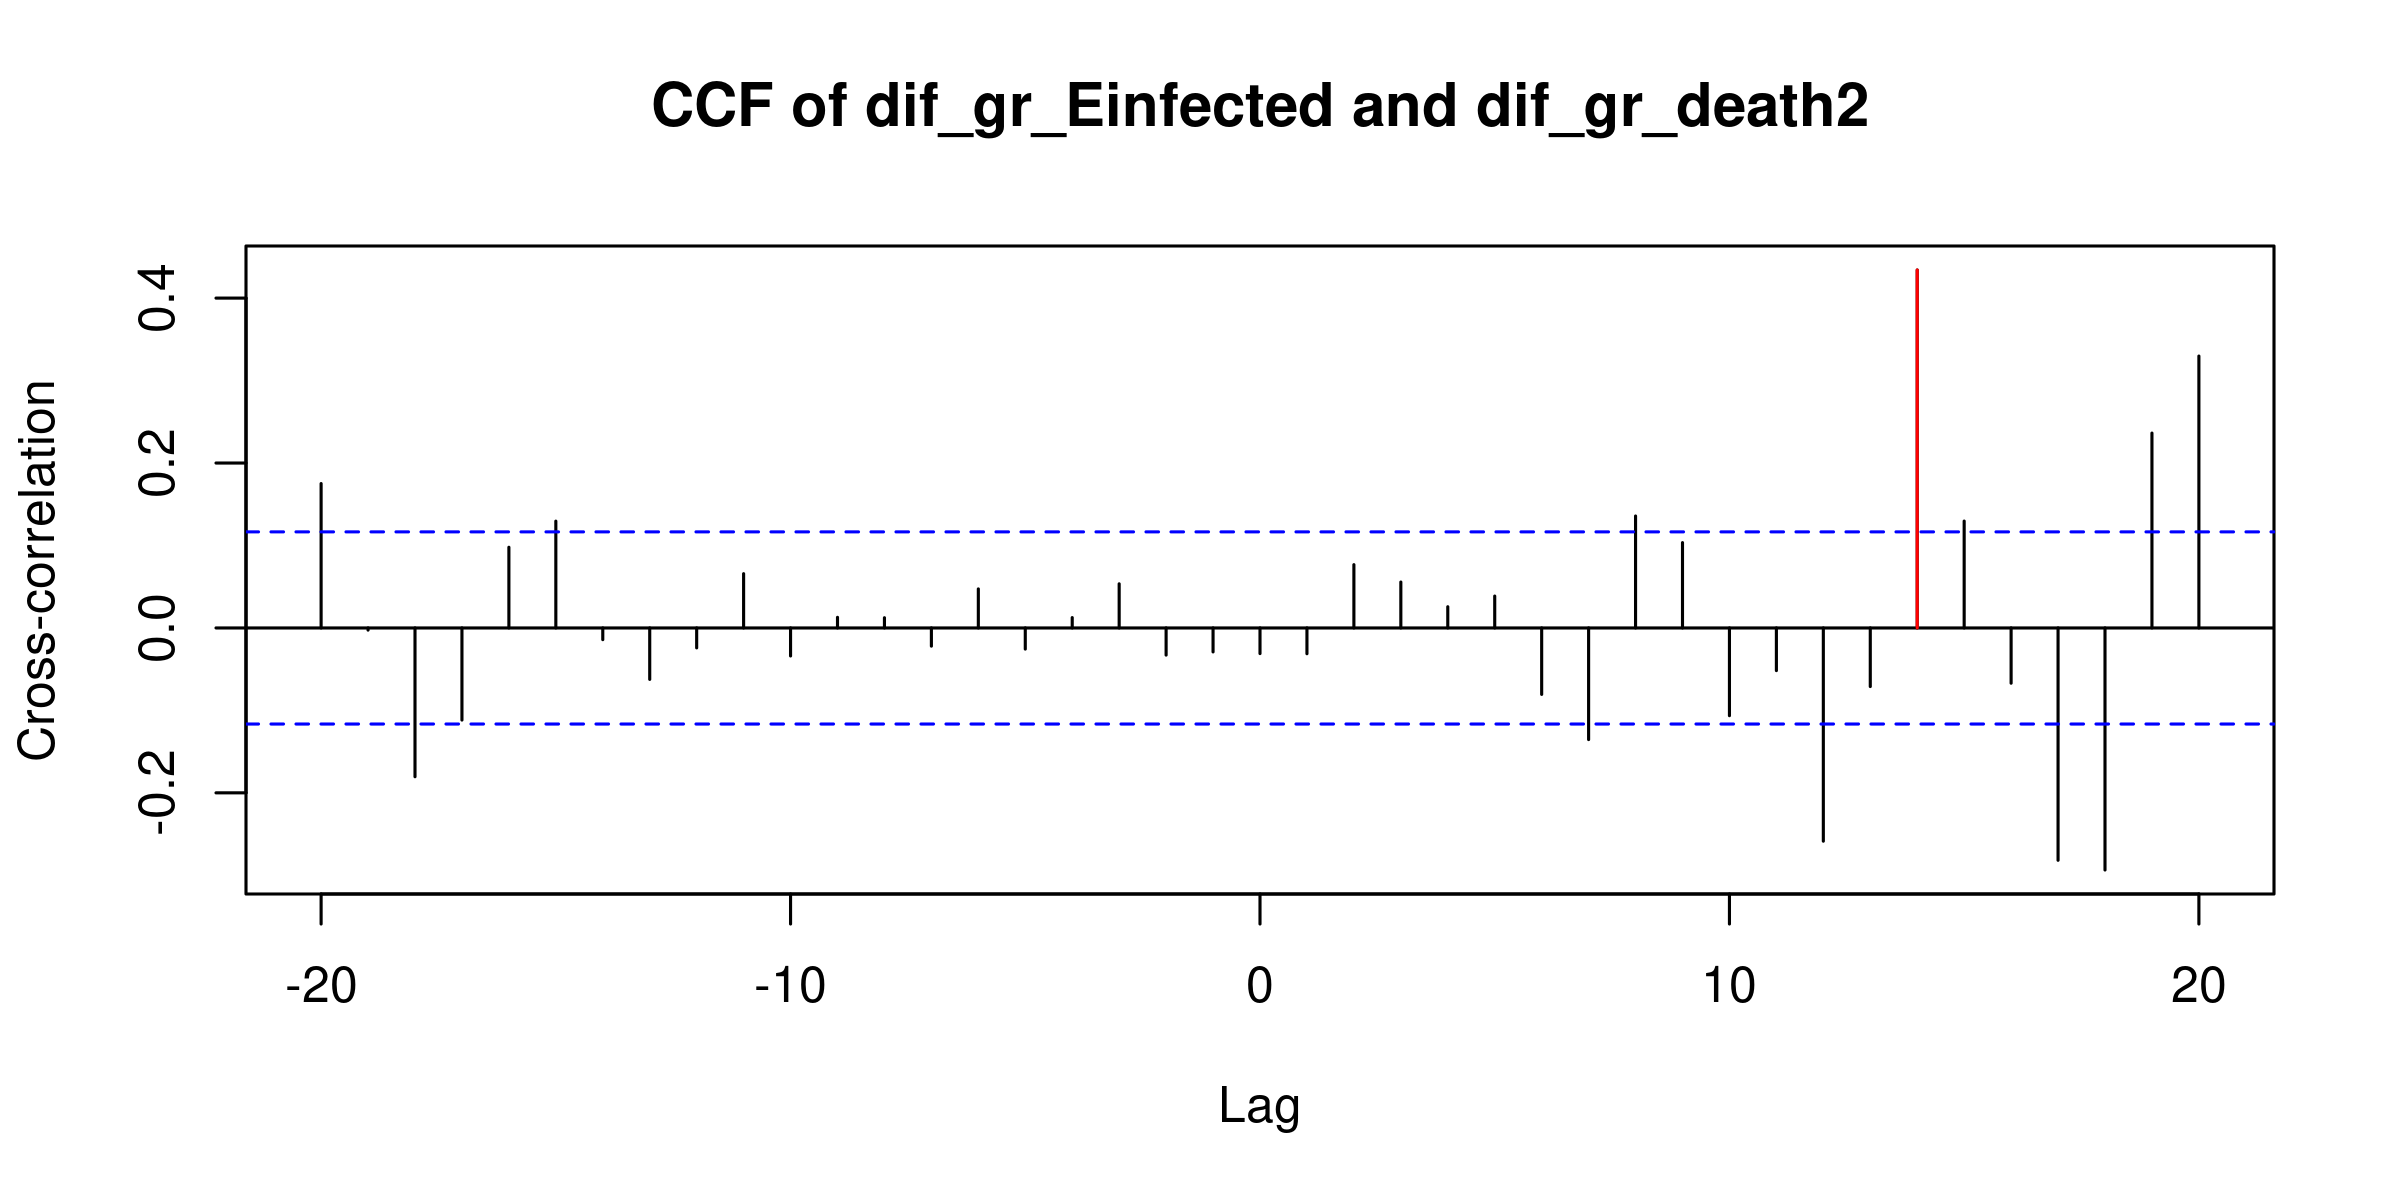 CCF of dif_gr_Einfected and dif_gr_death2
Cross-correlation
0.4
0.2
0.0
-0.2
-20 -10 0 10 20
Lag